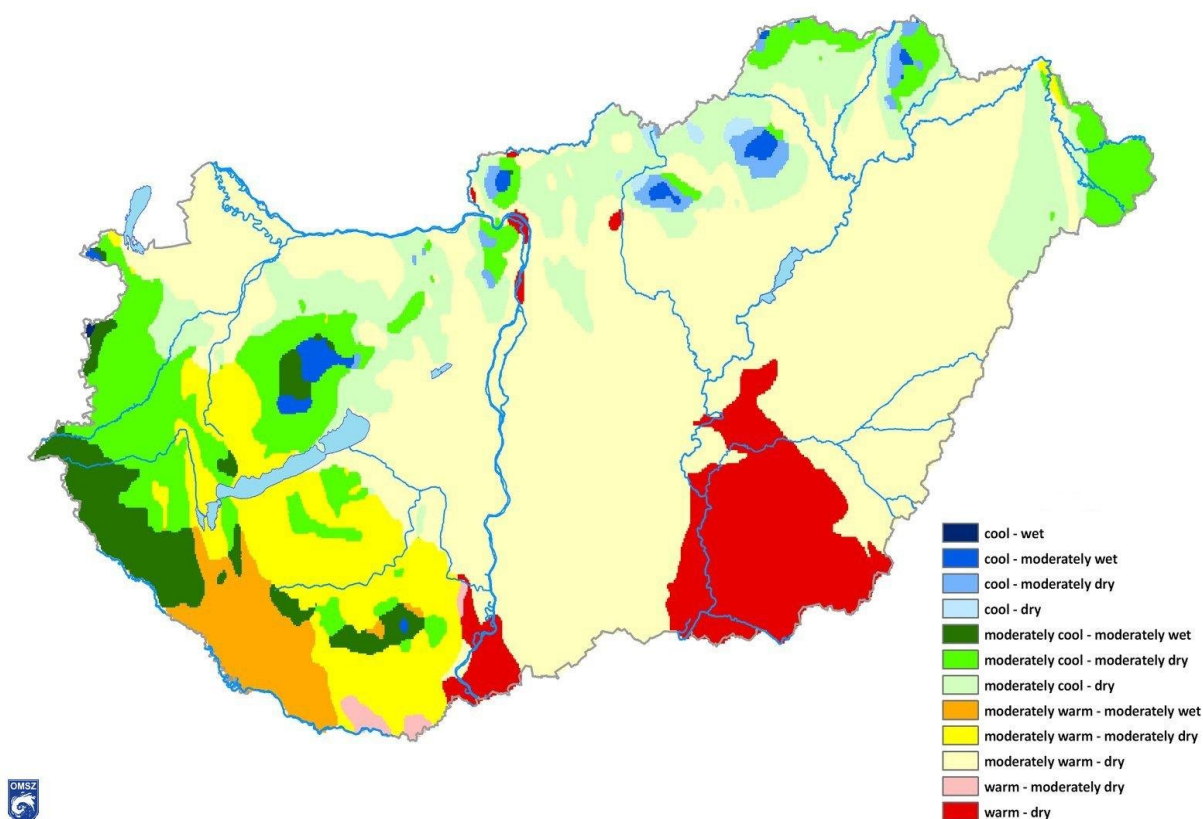 cool - wet
cool - moderately wet
cool - moderately dry
cool - dry
moderately cool - moderately wet
moderately cool - moderately dry
moderately cool - dry
moderately warm - moderately wet
moderately warm - moderately dry
moderately warm - dry
warm - moderately dry
warm - dry
OMSZ